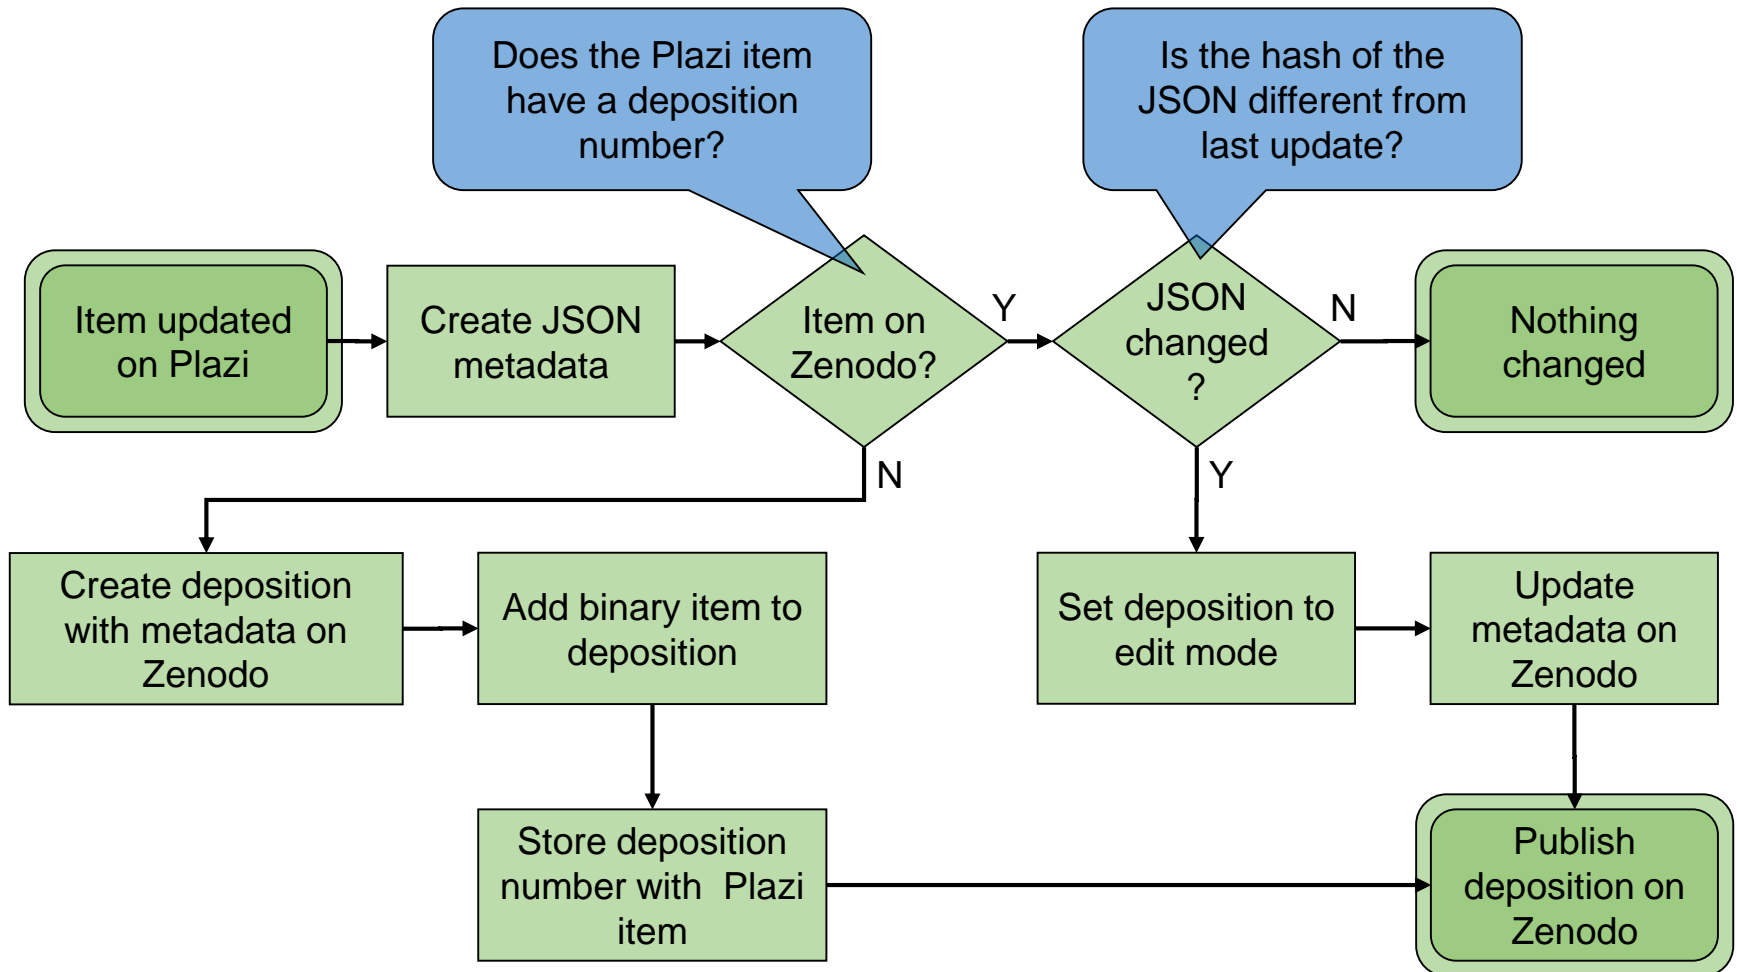 Does the Plazi item
have a deposition
number?
Is the hash of the
JSON different from
last update?
Item updated
on Plazi
Create JSON
metadata
Item on
Zenodo?
Y
JSON
changed
?
N
Nothing
changed
N
Y
Create deposition
with metadata on
Zenodo
Add binary item to
deposition
Set deposition to
edit mode
Update
metadata on
Zenodo
Store deposition
number with  Plazi
item
Publish
deposition on
Zenodo